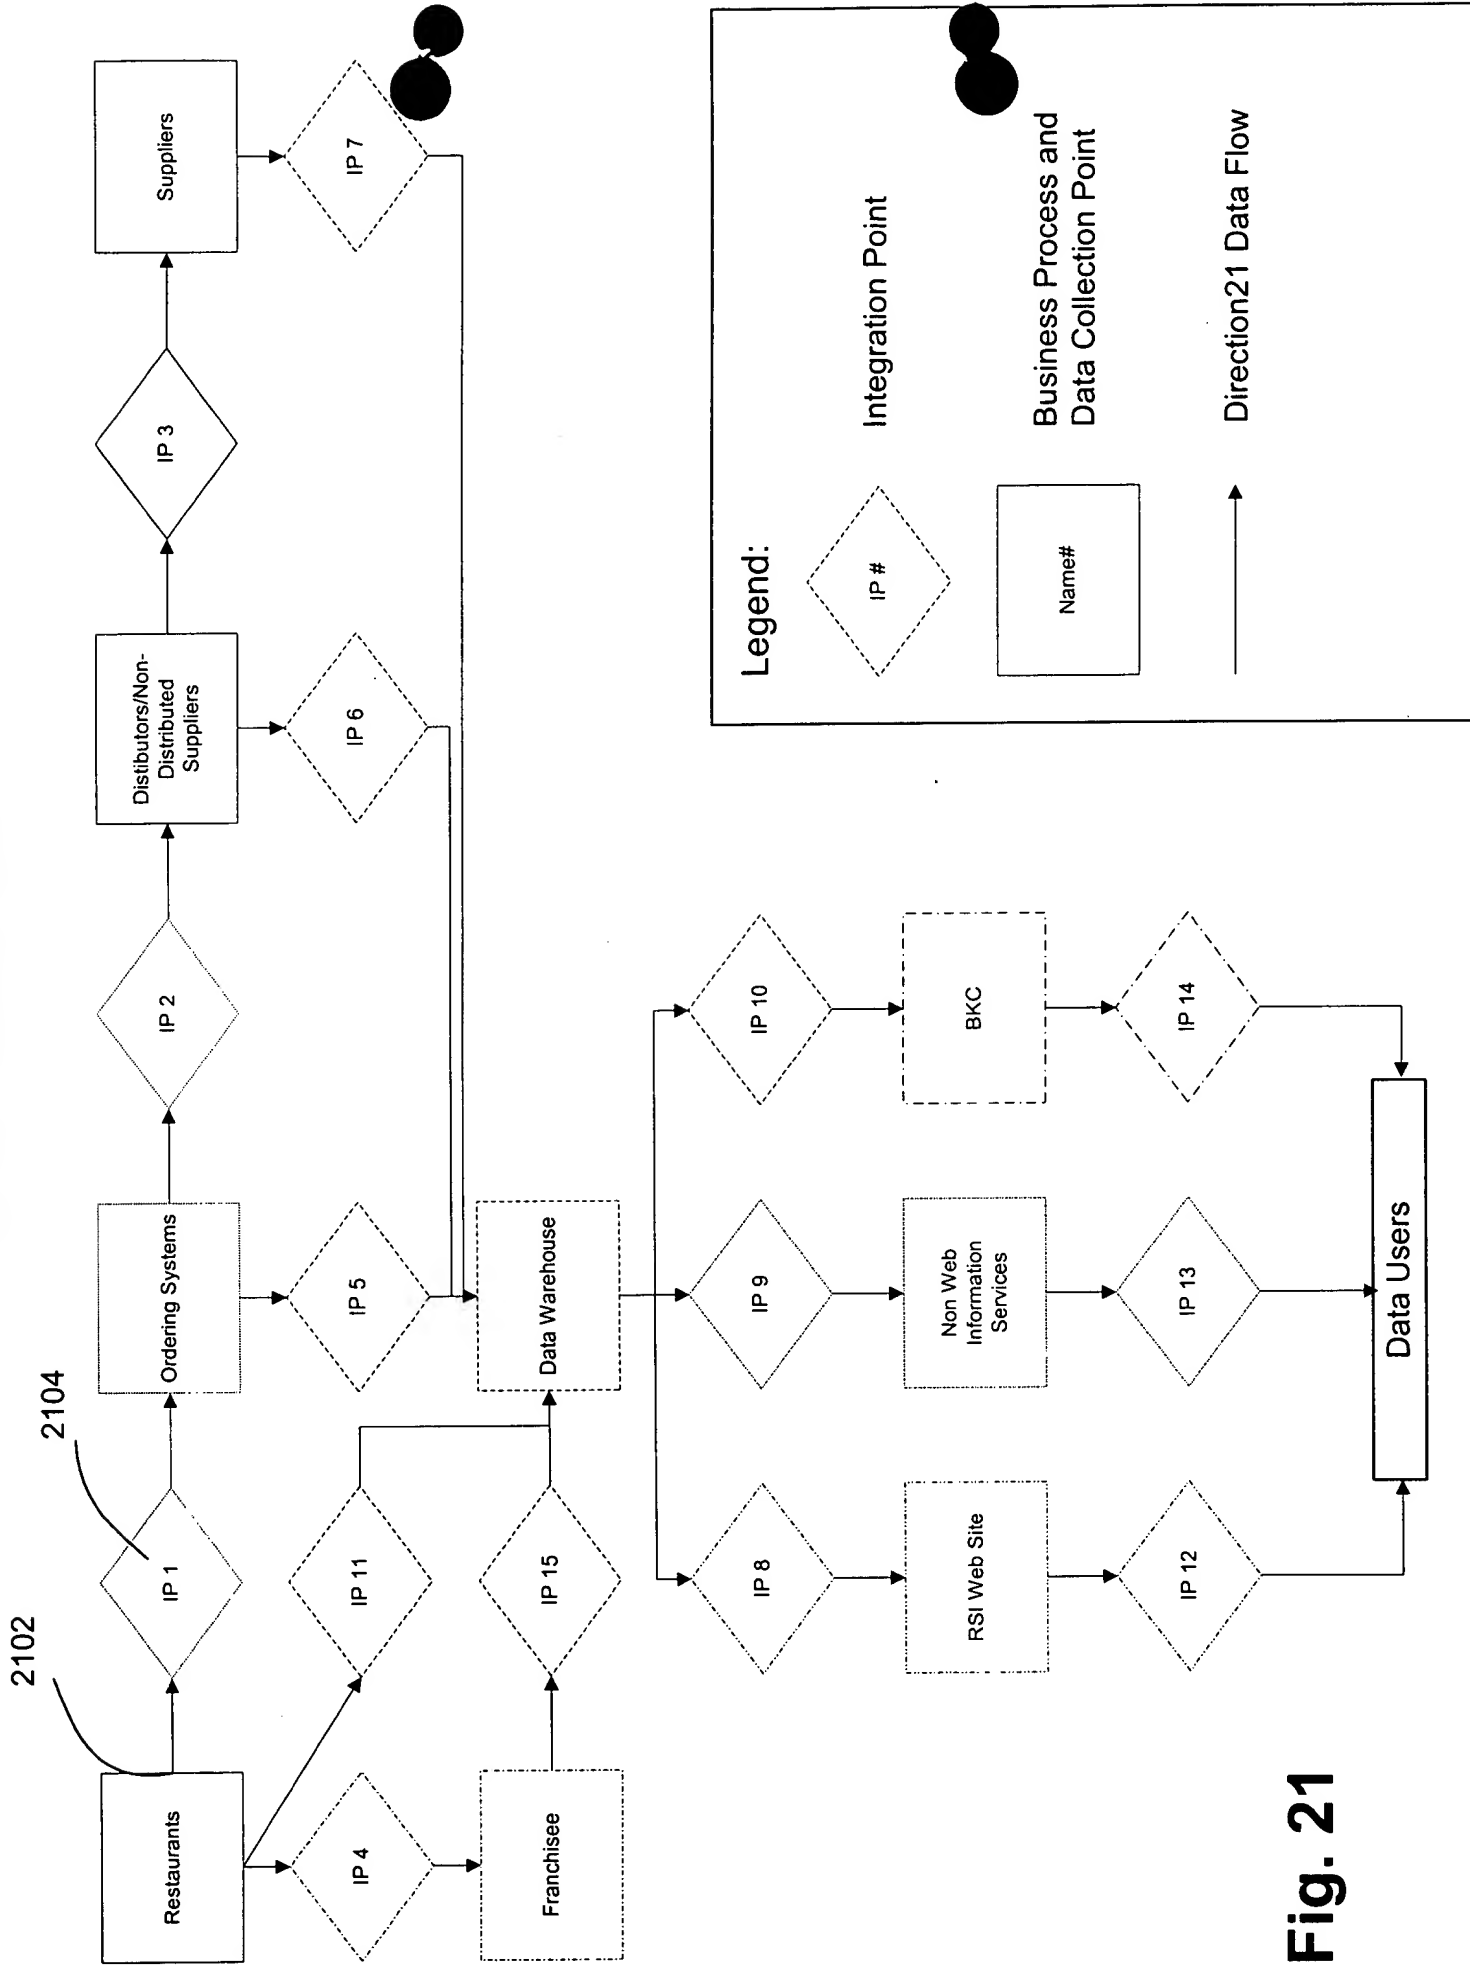 2102
2104
Restaurants
IP 1
Ordering Systems
IP 2
Distibutors/Non-
Distributed
Suppliers
IP 3
Suppliers
IP 4
IP 11
IP 5
IP 6
IP 7
Franchisee
IP 15
Data Warehouse
IP 8
IP 9
IP 10
RSI Web Site
Non Web
Information
Services
BKC
IP 12
IP 13
IP 14
Data Users
Legend:
IP #
Integration Point
Name#
Business Process and
Data Collection Point
Direction21 Data Flow
Fig. 21